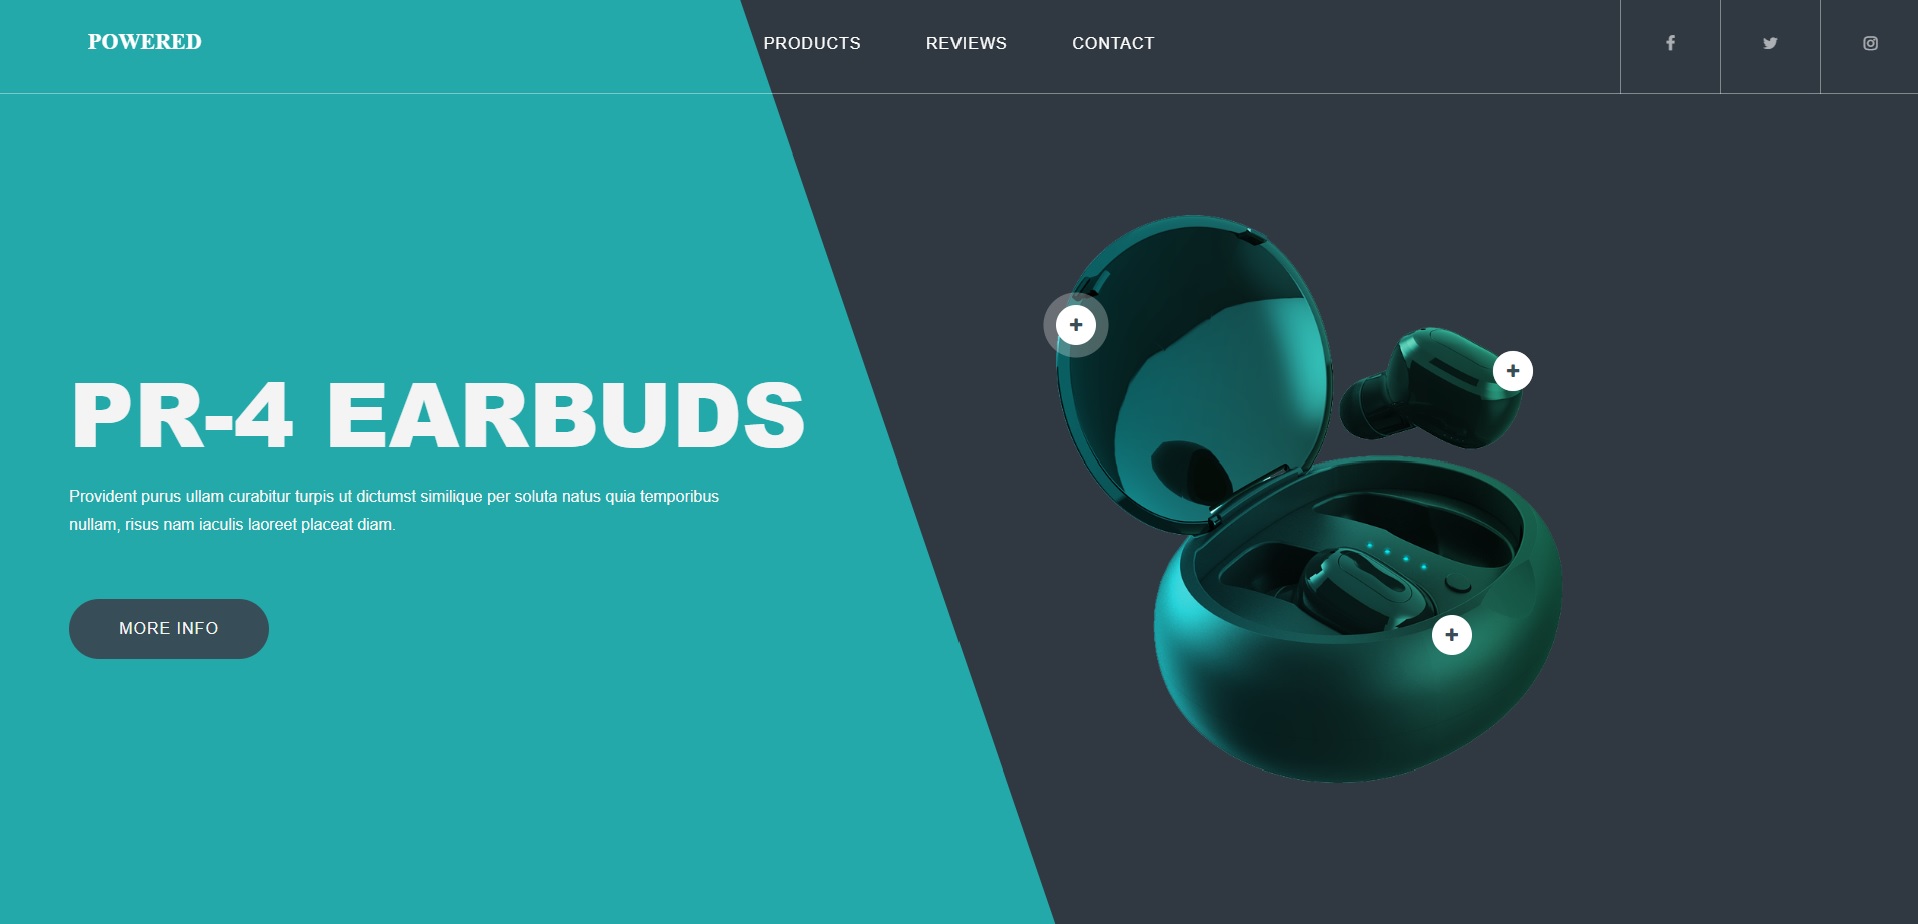 POWERED
PRODUCTS
REVIEWS
CONTACT
PR-4 EARBUDS
Provident purus ullam curabitur turpis ut dictumst similique per soluta natus quia temporibus
nullam, risus nam iaculis laoreet placeat diam.
MORE INFO